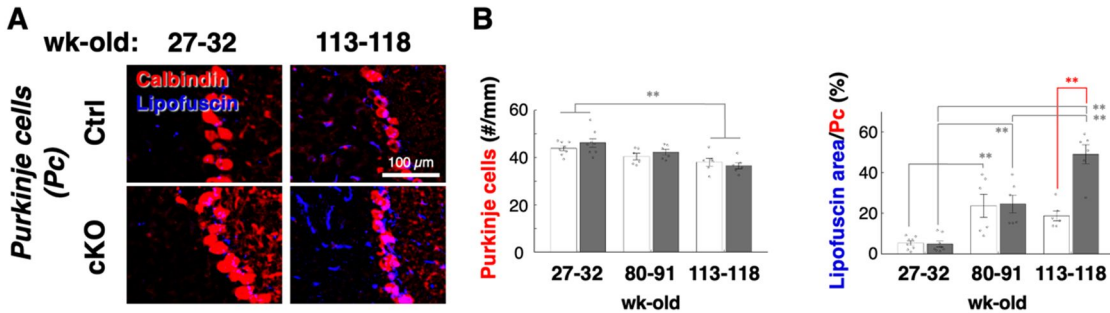 A
wk-old: 27-32 113-118
Purkinje cells
(Pc)
Ctrl
cKO
Calbindin
Lipofuscin
100 µm
B
Purkinje cells (#/mm)
60
40
20
0
**
27-32 80-91 113-118
wk-old
Lipofuscin area/Pc (%)
60
40
20
0
**
**
**
**
**
27-32 80-91 113-118
wk-old